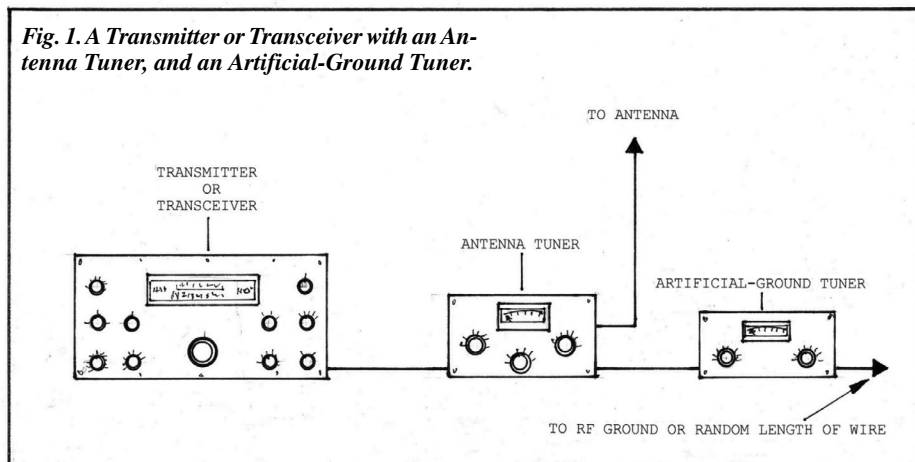 Fig. 1. A Transmitter or Transceiver with an An-
tenna Tuner, and an Artificial-Ground Tuner.
TO ANTENNA
TRANSMITTER
OR
TRANSCEIVER
ANTENNA TUNER
ARTIFICIAL-GROUND TUNER
TO RF GROUND OR RANDOM LENGTH OF WIRE